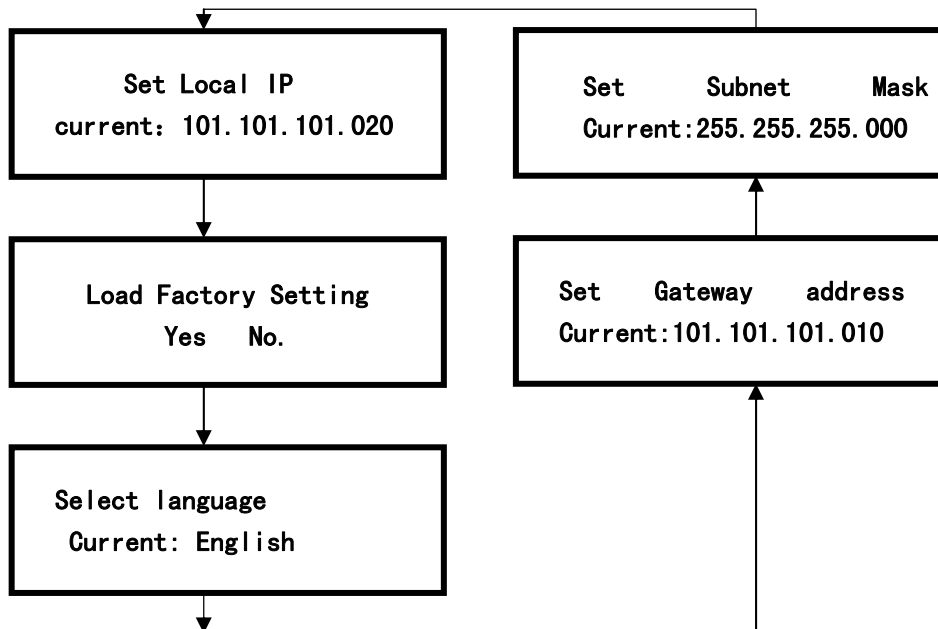 Set Local IP
current: 101.101.101.020
Load Factory Setting
Yes No.
Select language
Current: English
Set Subnet Mask
Current:255.255.255.000
Set Gateway address
Current:101.101.101.010